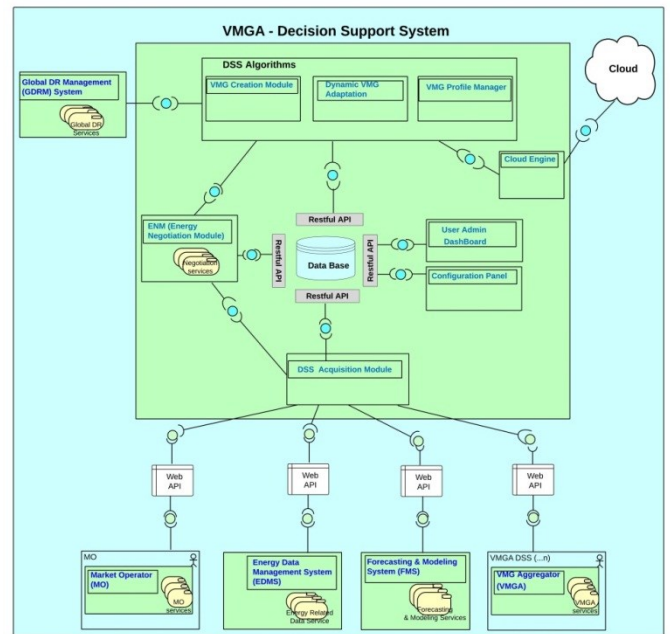 VMGA - Decision Support System
DSS Algorithms
VMG Creation Module
Dynamic VMG
Adaptation
VMG Profile Manager
Global DR Management
(GDRM) System
Global DR
Services
Cloud
Cloud Engine
ENM (Energy
Negotiation Module)
Negotiation
services
Restful API
Restful API
Data Base
Restful API
Restful API
User Admin
DashBoard
Configuration Panel
DSS Acquisition Module
Web
API
Web
API
Web
API
Web
API
MO
Market Operator
(MO)
MO
services
Energy Data
Management System
(EDMS)
Energy Related
Data Service
Forecasting & Modeling
System (FMS)
Forecasting
& Modeling Services
VMGA DSS (...n)
VMG Aggregator
(VMGA)
VMGA
services